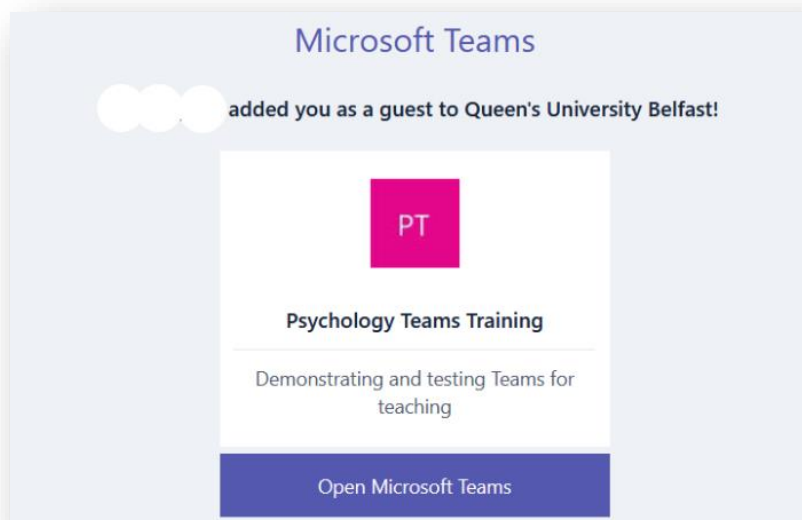 Microsoft Teams
added you as a guest to Queen's University Belfast!
PT
Psychology Teams Training
Demonstrating and testing Teams for
teaching
Open Microsoft Teams